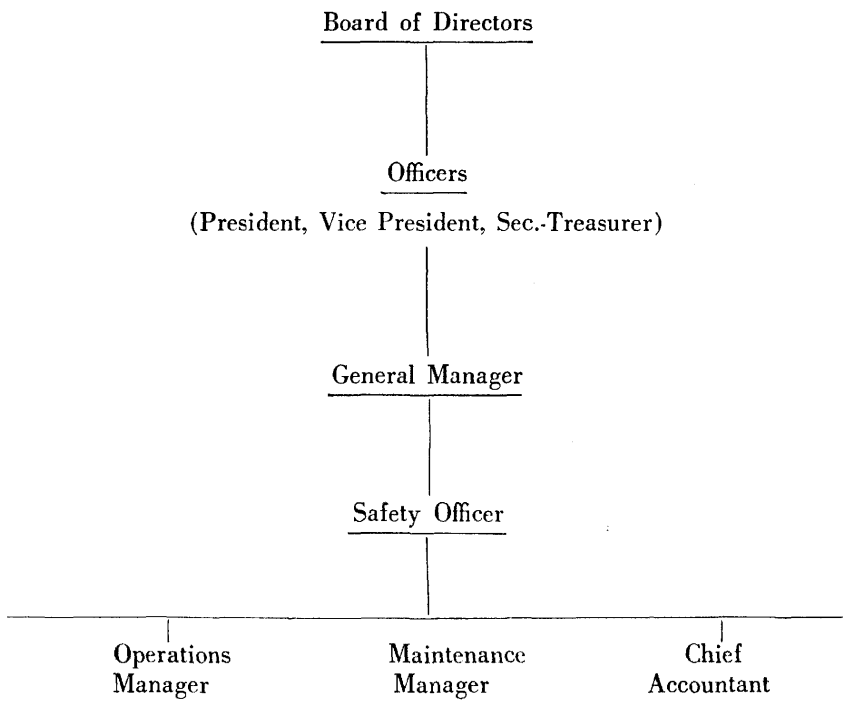 Board of Directors
Officers
(President, Vice President, Sec.-Treasurer)
General Manager
Safety Officer
Operations Manager
Maintenance Manager
Chief Accountant